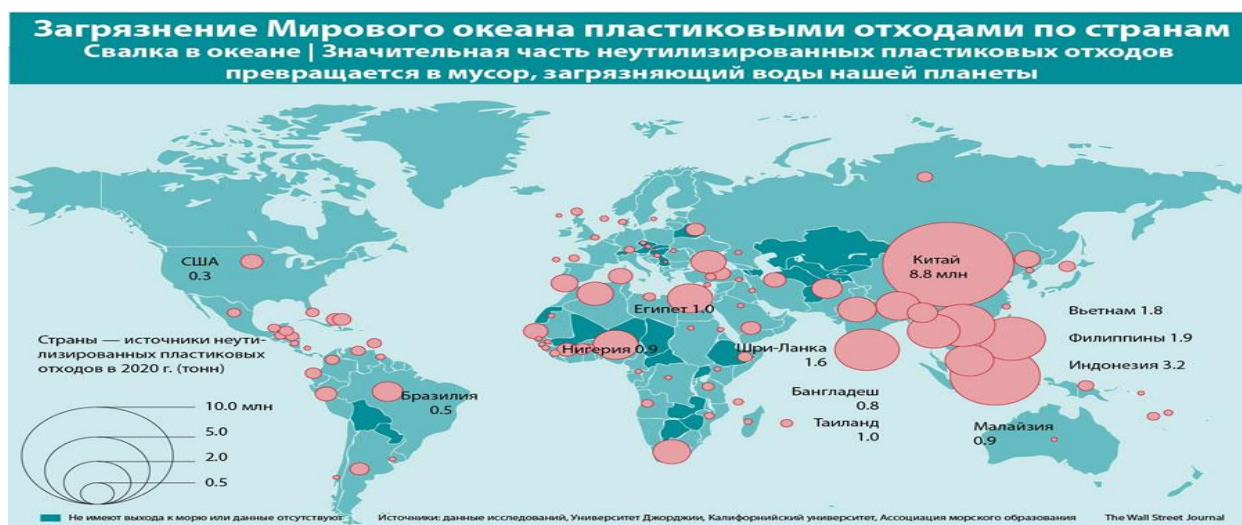 Загрязнение Мирового океана пластиковыми отходами по странам
Свалка в океане | Значительная часть неутилизированных пластиковых отходов
превращается в мусор, загрязняющий воды нашей планеты
США
0.3
Китай
8.8 млн
Египет 1.0
Нигерия 0.9
Шри-Ланка
1.6
Вьетнам 1.8
Филиппины 1.9
Индонезия 3.2
Бразилия
0.5
Бангладеш
0.8
Таиланд
1.0
Малайзия
0.9
Страны — источники неути-
лизированных пластиковых
отходов в 2020 г. (тонн)
10.0 млн
5.0
2.0
0.5
Не имеют выхода к морю или данные отсутствуют
Источники: данные исследований, Университет Джорджии, Калифорнийский университет, Ассоциация морского образования
The Wall Street Journal